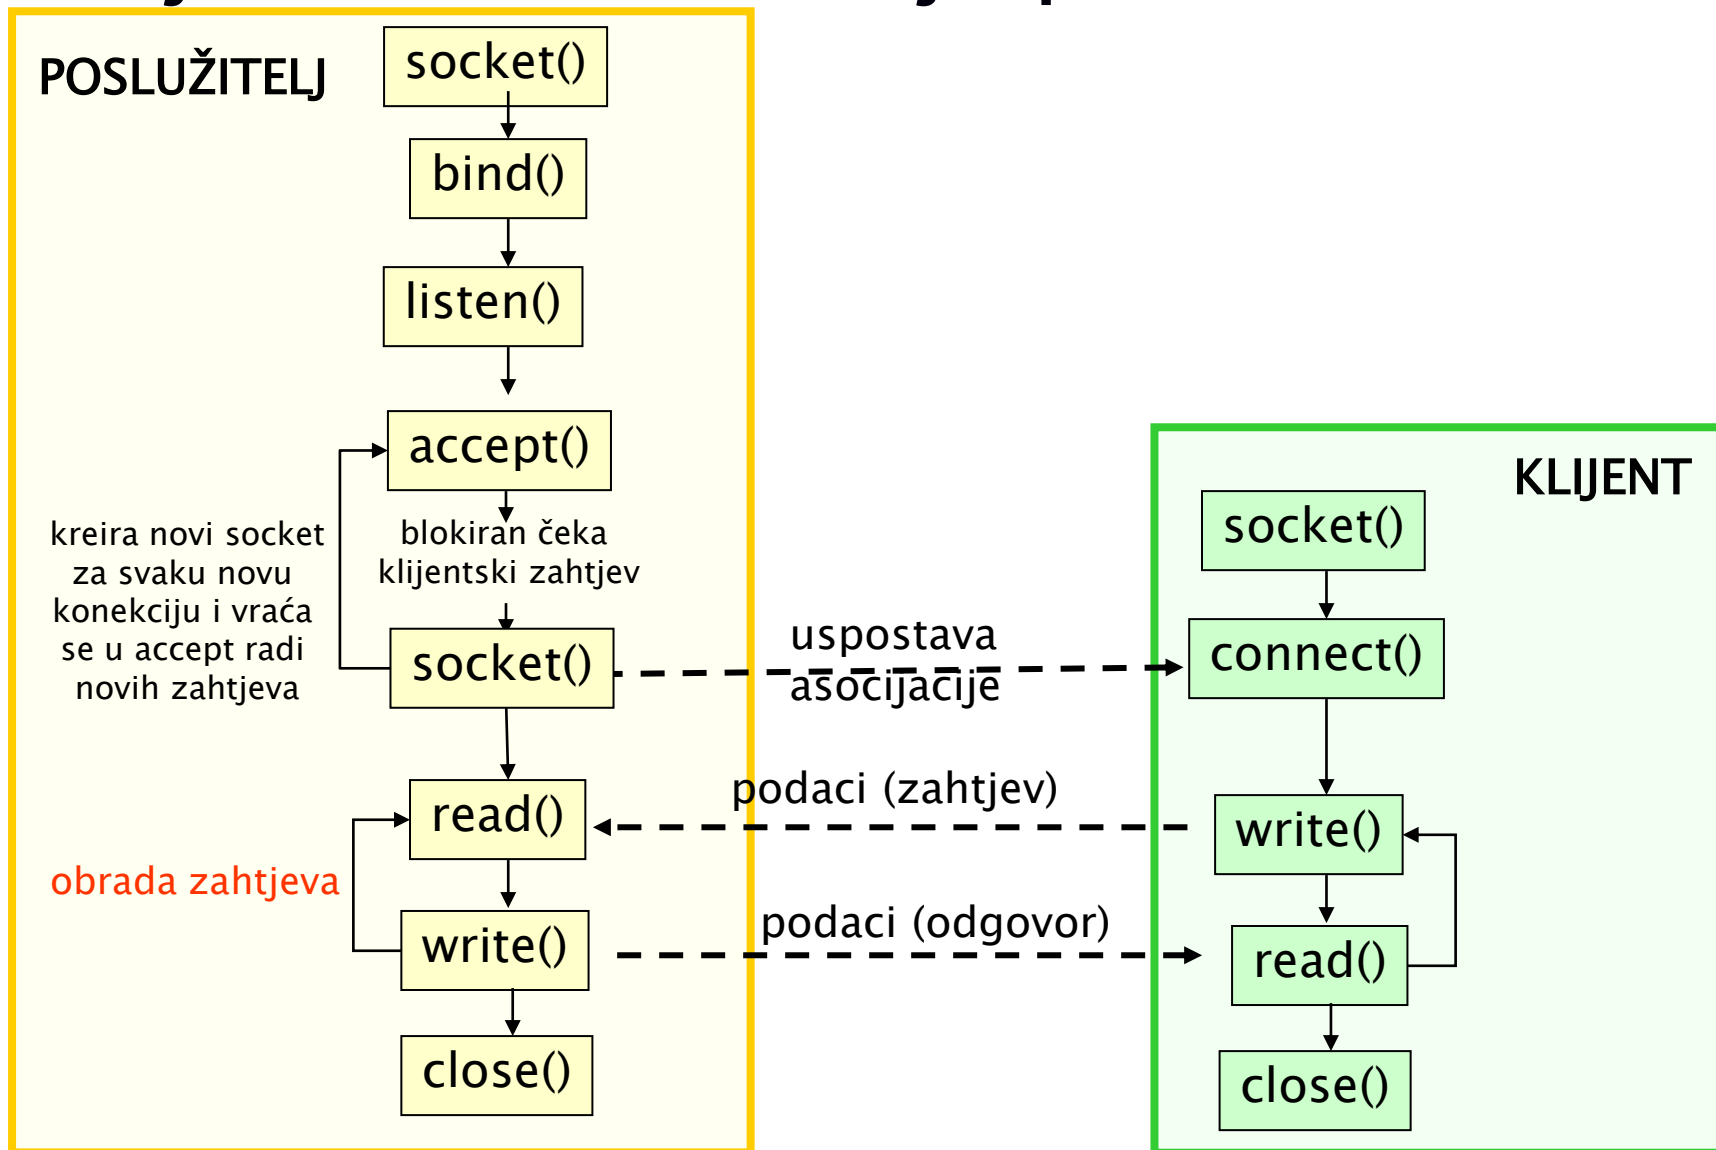 POSLUŽITELJ
socket()
bind()
listen()
accept()
kreira novi socket
za svaku novu
konekciju i vraća
se u accept radi
novih zahtjeva
blokiran čeka
klijentski zahtjev
socket()
read()
obrada zahtjeva
write()
close()
uspostava
asocijacije
podaci (zahtjev)
podaci (odgovor)
KLIJENT
socket()
connect()
write()
read()
close()